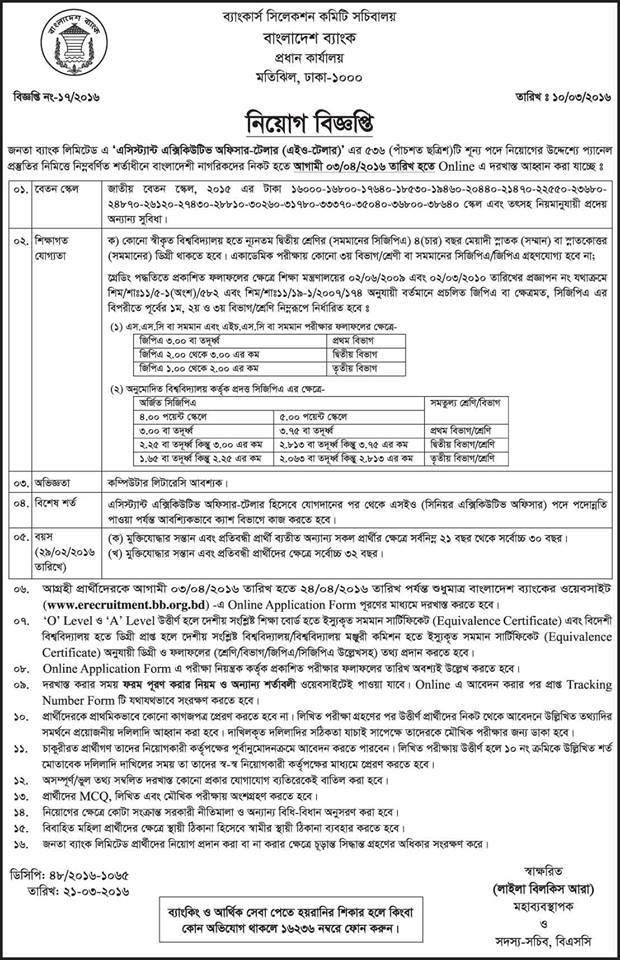 ব্যাংকার্স সিলেকশন কমিটি সচিবালয়
বাংলাদেশ ব্যাংক
প্রধান কার্যালয়
মতিঝিল, ঢাকা-১০০০
বিজ্ঞপ্তি নং-১৭/২০১৬ তারিখ ঃ ১০/০৩/২০১৬
নিয়োগ বিজ্ঞপ্তি
জনতা ব্যাংক লিমিটেড এ ‘এসিস্ট্যান্ট এক্সিকিউটিভ অফিসার-টেলার (এইও-টেলার)’ এর ৫৩৬ (পাঁচশত ছত্রিশ)টি শূন্য পদে নিয়োগের উদ্দেশ্যে প্যানেল
প্রস্তুতির নিমিত্তে নিম্নবর্ণিত শর্তাধীনে বাংলাদেশী নাগরিকদের নিকট হতে আগামী ০৩/০৪/২০১৬ তারিখ হতে Online এ দরখাস্ত আহ্বান করা যাচ্ছে ঃ
০১. বেতন স্কেল জাতীয় বেতন স্কেল, ২০১৫ এর টাকা ১৬০০০-১৬৮০০-১৭৬৪০-১৮৫৩০-১৯৪৬০-২০৪৪০-২১৪৭০-২২৫৫০-২৩৬৮০-
২৪৮৭০-২৬১২০-২৭৪৩০-২৮৮১০-৩০২৬০-৩১৭৮০-৩৩৩৭০-৩৫০৪০-৩৬৮০০-৩৮৬৪০ স্কেল এবং তৎসহ নিয়মানুযায়ী প্রদেয়
অন্যান্য সুবিধা।
০২. শিক্ষাগত যোগ্যতা ক) কোনো স্বীকৃত বিশ্ববিদ্যালয় হতে ন্যূনতম দ্বিতীয় শ্রেণির (সমমানের সিজিপিএ) ৪(চার) বছর মেয়াদী স্নাতক (সম্মান) বা স্নাতকোত্তর
(সমমানের) ডিগ্রী থাকতে হবে। একাডেমিক পরীক্ষায় কোনো ৩য় বিভাগ/শ্রেণী বা সমমানের সিজিপিএ/জিপিএ গ্রহণযোগ্য হবে না;
গ্রেডিং পদ্ধতিতে প্রকাশিত ফলাফলের ক্ষেত্রে শিক্ষা মন্ত্রণালয়ের ০২/০৬/২০০৯ এবং ০২/০৩/২০১০ তারিখের প্রজ্ঞাপন নং যথাক্রমে
শিম/শাঃ১১/৫-১(অংশ)/৫৮২ এবং শিম/শাঃ১১/১৯-১/২০০৭/১৭৪ অনুযায়ী বর্তমানে প্রচলিত জিপিএ বা ক্ষেত্রমত, সিজিপিএ এর
বিপরীতে পূর্বের ১ম, ২য় ও ৩য় বিভাগ/শ্রেণি নিম্নরূপে নির্ধারিত হবে ঃ
(১) এস.এস.সি বা সমমান এবং এইচ.এস.সি বা সমমান পরীক্ষার ফলাফলের ক্ষেত্রে-
জিপিএ ৩.০০ বা তদূর্ধ্ব প্রথম বিভাগ
জিপিএ ২.০০ থেকে ৩.০০ এর কম দ্বিতীয় বিভাগ
জিপিএ ১.০০ থেকে ২.০০ এর কম তৃতীয় বিভাগ
(২) অনুমোদিত বিশ্ববিদ্যালয় কর্তৃক প্রদত্ত সিজিপিএ এর ক্ষেত্রে-
অর্জিত সিজিপিএ সমতুল্য শ্রেণি/বিভাগ
৪.০০ পয়েন্ট স্কেলে ৫.০০ পয়েন্ট স্কেলে
৩.০০ বা তদূর্ধ্ব ৩.৭৫ বা তদূর্ধ্ব প্রথম বিভাগ/শ্রেণি
২.২৫ বা তদূর্ধ্ব কিন্তু ৩.০০ এর কম ২.৮১৩ বা তদূর্ধ্ব কিন্তু ৩.৭৫ এর কম দ্বিতীয় বিভাগ/শ্রেণি
১.৬৫ বা তদূর্ধ্ব কিন্তু ২.২৫ এর কম ২.০৬৩ বা তদূর্ধ্ব কিন্তু ২.৮১৩ এর কম তৃতীয় বিভাগ/শ্রেণি
০৩. অভিজ্ঞতা কম্পিউটার লিটারেসি আবশ্যক।
০৪. বিশেষ শর্ত এসিস্ট্যান্ট এক্সিকিউটিভ অফিসার-টেলার হিসেবে যোগদানের পর থেকে এসইও (সিনিয়র এক্সিকিউটিভ অফিসার) পদে পদোন্নতি
পাওয়া পর্যন্ত আবশ্যিকভাবে ক্যাশ বিভাগে কাজ করতে হবে।
০৫. বয়স (২৯/০২/২০১৬ তারিখে) (ক) মুক্তিযোদ্ধার সন্তান এবং প্রতিবন্ধী প্রার্থী ব্যতীত অন্যান্য সকল প্রার্থীর ক্ষেত্রে সর্বনিম্ন ২১ বছর থেকে সর্বোচ্চ ৩০ বছর।
(খ) মুক্তিযোদ্ধার সন্তান এবং প্রতিবন্ধী প্রার্থীদের ক্ষেত্রে সর্বোচ্চ ৩২ বছর।
০৬. আগ্রহী প্রার্থীদেরকে আগামী ০৩/০৪/২০১৬ তারিখ হতে ২৪/০৪/২০১৬ তারিখ পর্যন্ত শুধুমাত্র বাংলাদেশ ব্যাংকের ওয়েবসাইট
(www.erecruitment.bb.org.bd) -এ Online Application Form পূরণের মাধ্যমে দরখাস্ত করতে হবে।
০৭. ‘O’ Level ও ‘A’ Level উত্তীর্ণ হলে দেশীয় সংশ্লিষ্ট শিক্ষা বোর্ড হতে ইস্যুকৃত সমমান সার্টিফিকেট (Equivalence Certificate) এবং বিদেশী
বিশ্ববিদ্যালয় হতে ডিগ্রী প্রাপ্ত হলে দেশীয় সংশ্লিষ্ট বিশ্ববিদ্যালয়/বিশ্ববিদ্যালয় মঞ্জুরী কমিশন হতে ইস্যুকৃত সমমান সার্টিফিকেট (Equivalence
Certificate) অনুযায়ী ডিগ্রী ও ফলাফলের (শ্রেণি/বিভাগ/জিপিএ/সিজিপিএ উল্লেখসহ) তথ্য প্রদান করতে হবে।
০৮. Online Application Form এ পরীক্ষা নিয়ন্ত্রক কর্তৃক প্রকাশিত পরীক্ষার ফলাফলের তারিখ অবশ্যই উল্লেখ করতে হবে।
০৯. দরখাস্ত করার সময় ফরম পূরণ করার নিয়ম ও অন্যান্য শর্তাবলী ওয়েবসাইটেই পাওয়া যাবে। Online এ আবেদন করার পর প্রাপ্ত Tracking
Number Form টি যথাযথভাবে সংরক্ষণ করতে হবে।
১০. প্রার্থীদেরকে প্রাথমিকভাবে কোনো কাগজপত্র প্রেরণ করতে হবে না। লিখিত পরীক্ষা গ্রহণের পর উত্তীর্ণ প্রার্থীদের নিকট থেকে আবেদনে উল্লিখিত তথ্যাদির
সমর্থনে প্রয়োজনীয় দলিলাদি আহ্বান করা হবে। দাখিলকৃত দলিলাদির সঠিকতা যাচাই সাপেক্ষে তাদেরকে মৌখিক পরীক্ষার জন্য ডাকা হবে।
১১. চাকুরীরত প্রার্থীগণ তাদের নিয়োগকারী কর্তৃপক্ষের পূর্বানুমোদনক্রমে আবেদন করতে পারবেন। লিখিত পরীক্ষায় উত্তীর্ণ হলে ১০ নং ক্রমিকে উল্লিখিত শর্ত
মোতাবেক দলিলাদি দাখিলের সময় তা তাদের স্ব-স্ব নিয়োগকারী কর্তৃপক্ষের মাধ্যমে প্রেরণ করতে হবে।
১২. অসম্পূর্ণ/ভুল তথ্য সম্বলিত দরখাস্ত কোনো প্রকার যোগাযোগ ব্যতিরেকেই বাতিল করা হবে।
১৩. প্রার্থীদের MCQ, লিখিত এবং মৌখিক পরীক্ষায় অংশগ্রহণ করতে হবে।
১৪. নিয়োগের ক্ষেত্রে কোটা সংক্রান্ত সরকারী নীতিমালা ও অন্যান্য বিধি-বিধান অনুসরণ করা হবে।
১৫. বিবাহিত মহিলা প্রার্থীদের ক্ষেত্রে স্থায়ী ঠিকানা হিসেবে স্বামীর স্থায়ী ঠিকানা ব্যবহার করতে হবে।
১৬. জনতা ব্যাংক লিমিটেড প্রার্থীদের নিয়োগ প্রদান করা বা না করার ক্ষেত্রে চূড়ান্ত সিদ্ধান্ত গ্রহণের অধিকার সংরক্ষণ করে।
ডিসিপি: ৪৮/২০১৬-১০৬৫
তারিখ: ২১-০৩-২০১৬
স্বাক্ষরিত
(লাইলা বিলকিস আরা)
মহাব্যবস্থাপক
ও
সদস্য-সচিব, বিএসসি
ব্যাংকিং ও আর্থিক সেবা পেতে হয়রানির শিকার হলে কিংবা
কোন অভিযোগ থাকলে ১৬২৩৬ নম্বরে ফোন করুন।